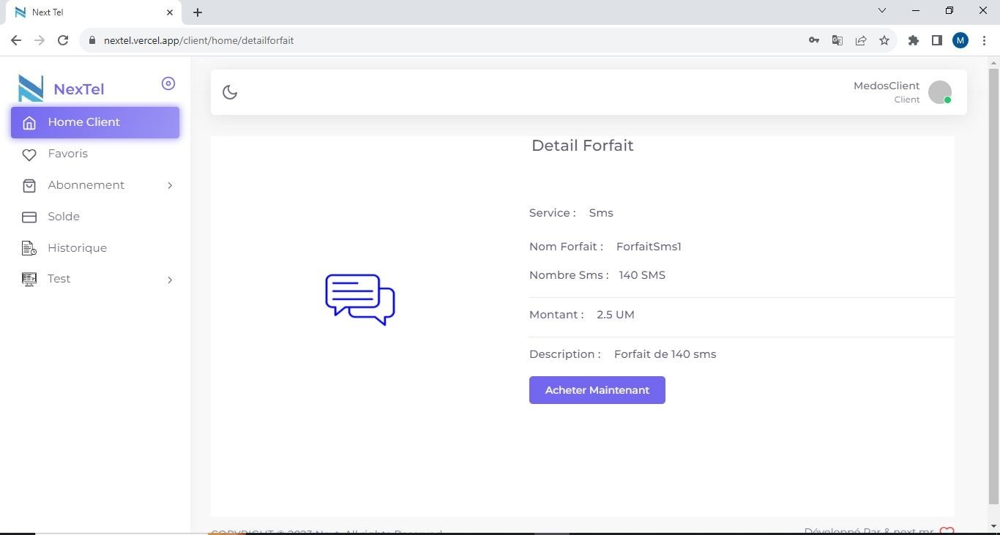 Next Tel
nextel.vercel.app/client/home/detailforfait
M
NexTel
MedosClient
Client
Home Client
Favoris
Abonnement
Solde
Historique
Test
Detail Forfait
Service : Sms
Nom Forfait : ForfaitSms1
Nombre Sms : 140 SMS
Montant : 2.5 UM
Description : Forfait de 140 sms
Acheter Maintenant
COPYRIGHT © 2023 Next, All rights Reserved
Développé Par & next.mr